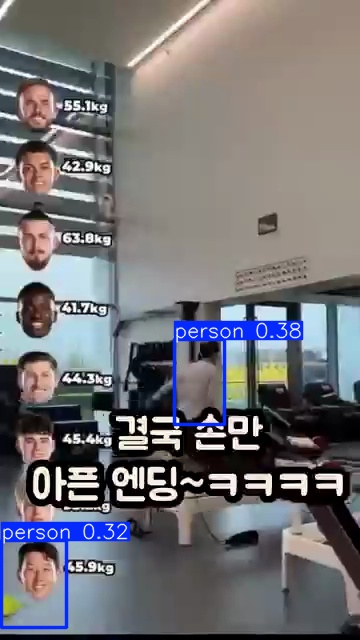 55.1kg
42.9kg
63.8kg
41.7kg
44.3kg
45.4kg
결국 손만
아픈 엔딩~ㅋㅋㅋㅋ
45.9kg
person 0.38
person 0.32